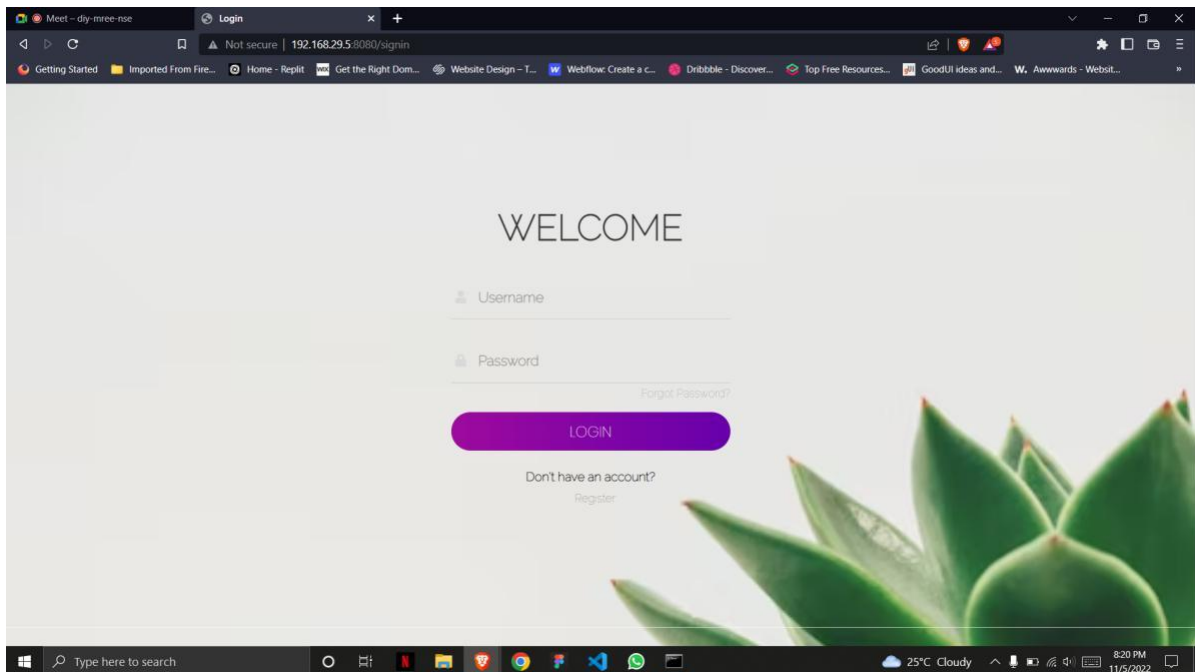 Meet – diy-mree-nse
Login
Not secure | 192.168.29.5:8080/signin
Getting Started Imported From Fire... Home - Replit Get the Right Dom... Website Design – T... Webflow: Create a c... Dribbble - Discover... Top Free Resources... GoodUI ideas and... W. Awwwards - Websit... »
WELCOME
Username
Password
Forgot Password?
LOGIN
Don't have an account?
Register
Type here to search
25°C Cloudy
8:20 PM
11/5/2022